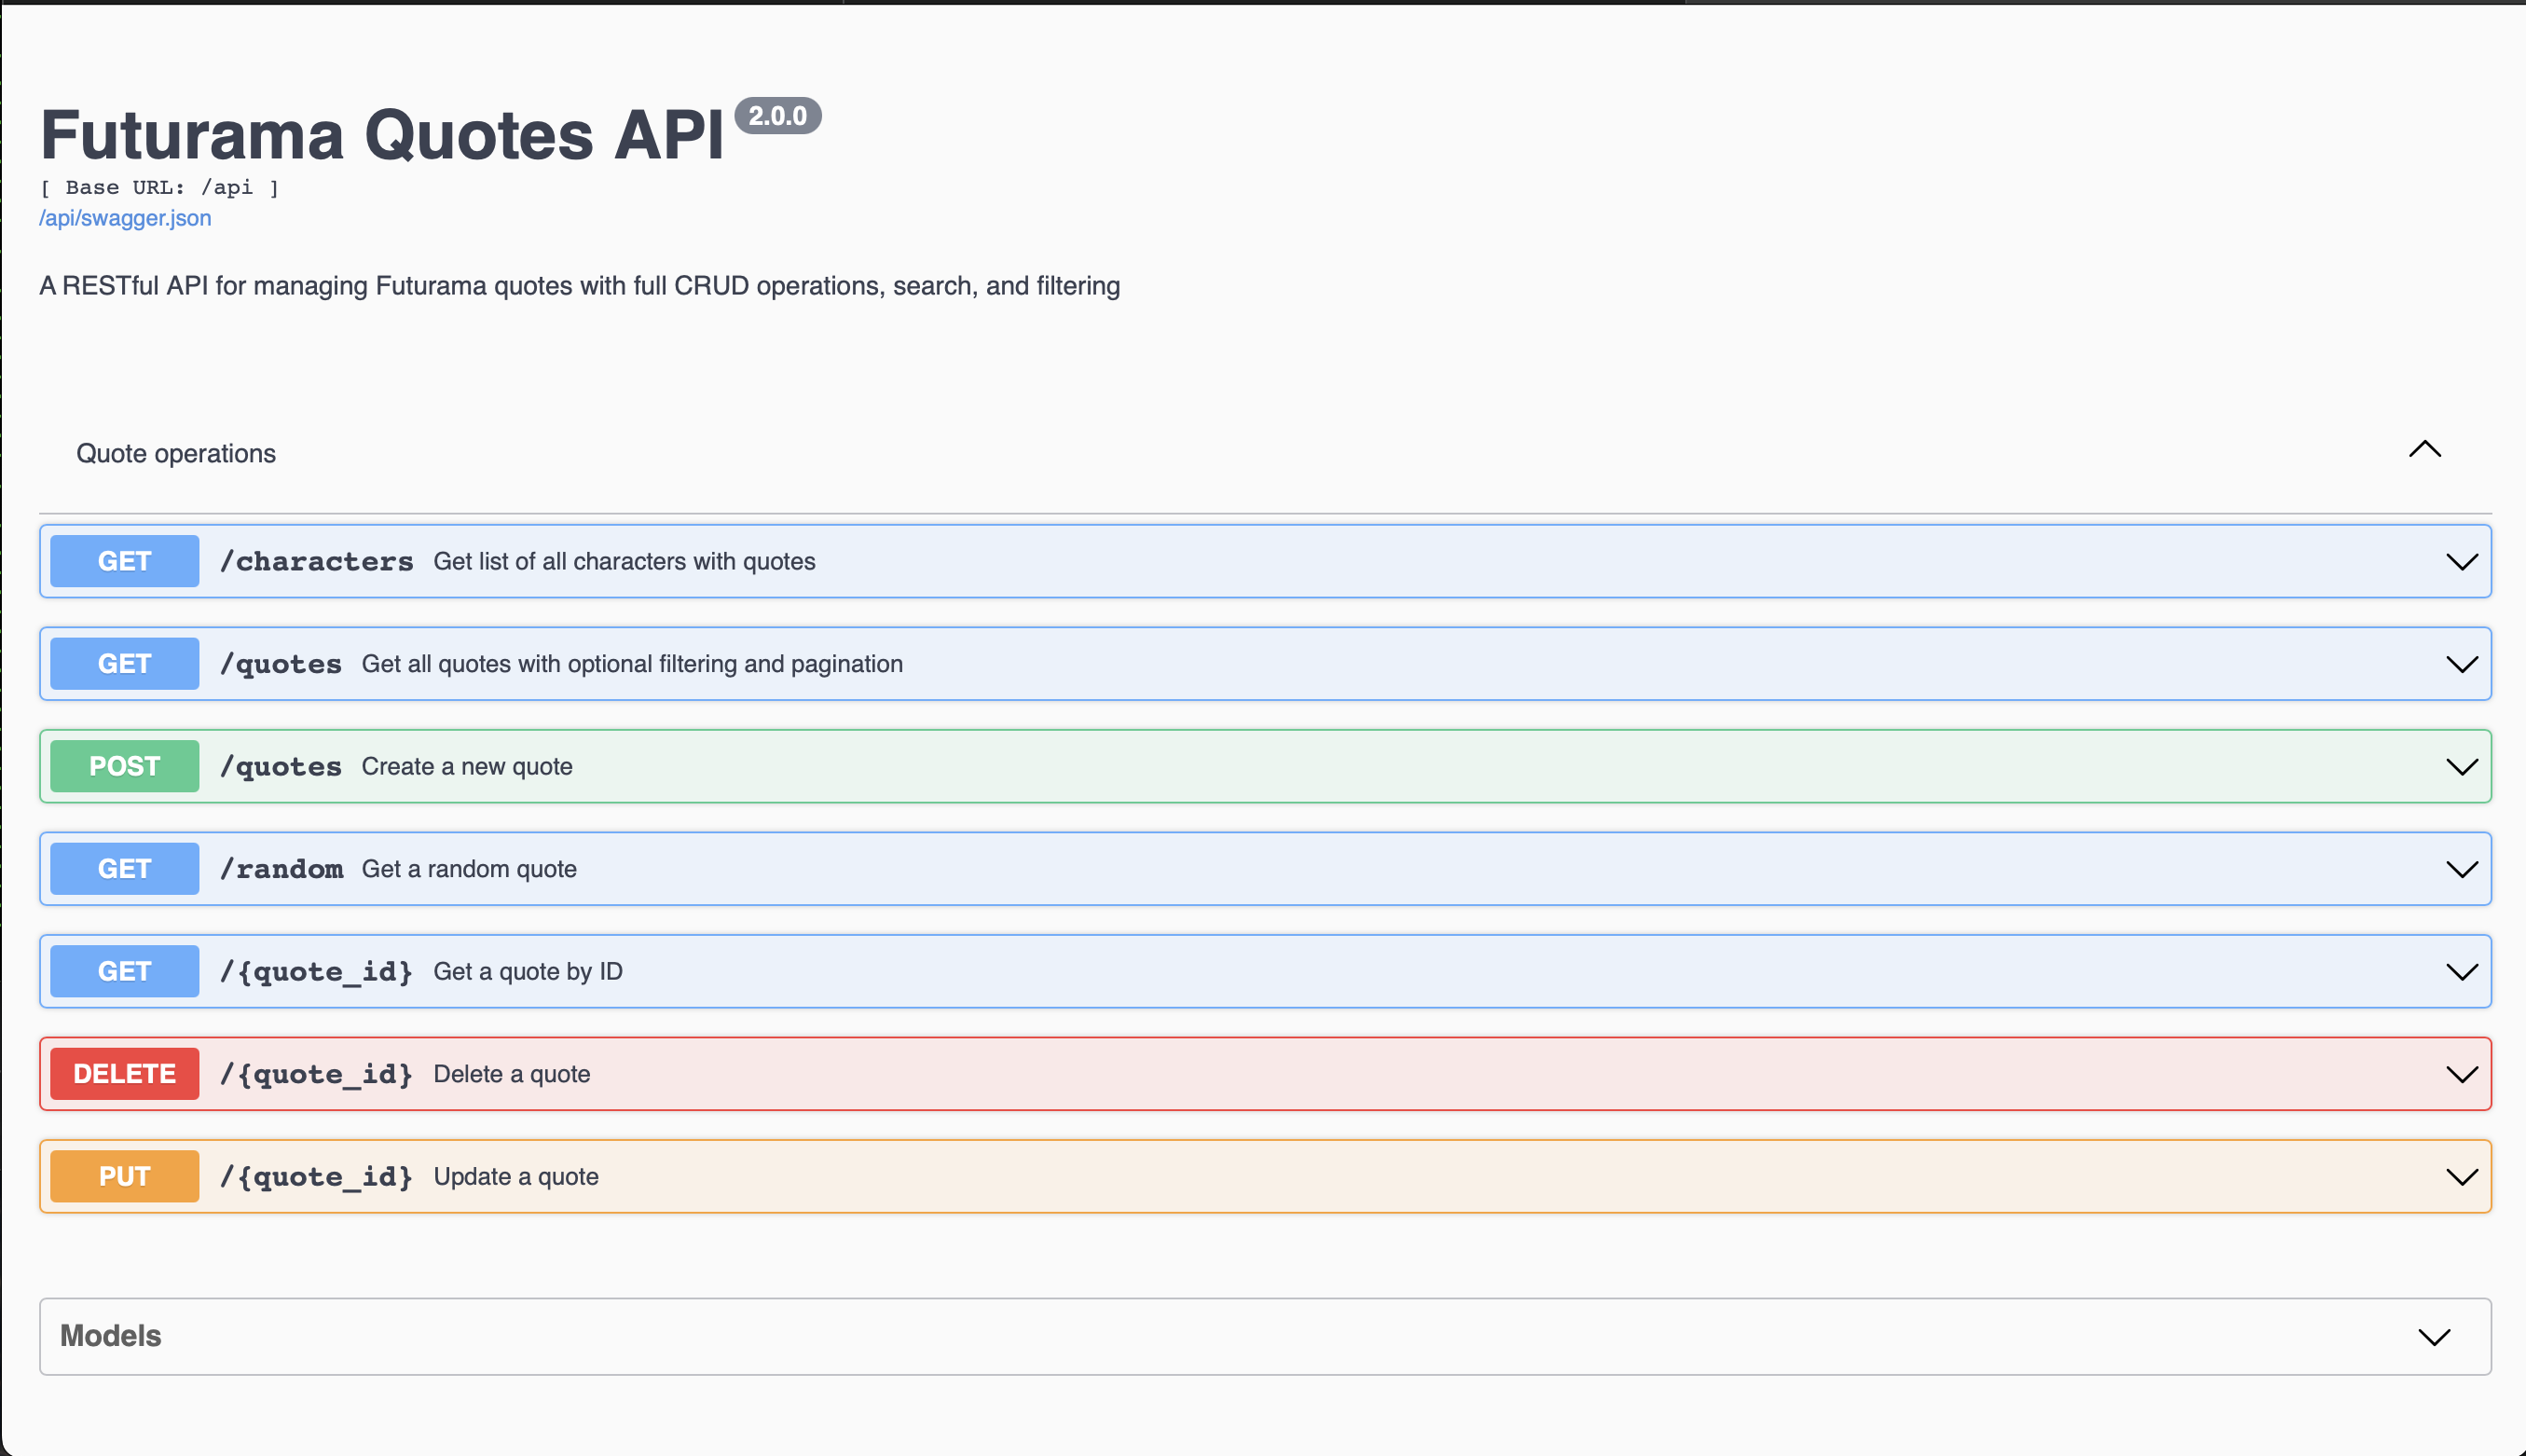 Futurama Quotes API 2.0.0
[ Base URL: /api ]
/api/swagger.json
A RESTful API for managing Futurama quotes with full CRUD operations, search, and filtering
Quote operations
GET /characters Get list of all characters with quotes
GET /quotes Get all quotes with optional filtering and pagination
POST /quotes Create a new quote
GET /random Get a random quote
GET /{quote_id} Get a quote by ID
DELETE /{quote_id} Delete a quote
PUT /{quote_id} Update a quote
Models